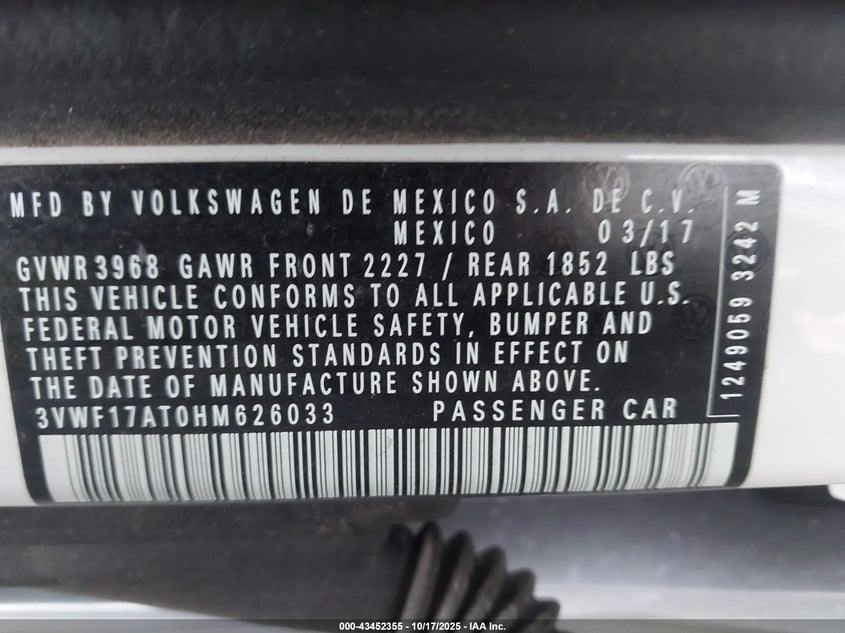 MFD BY VOLKSWAGEN DE MEXICO S.A. DE C.V.
MEXICO 03/17
GVWR 3968 GAWR FRONT 2227 / REAR 1852 LBS
THIS VEHICLE CONFORMS TO ALL APPLICABLE U.S.
FEDERAL MOTOR VEHICLE SAFETY, BUMPER AND
THEFT PREVENTION STANDARDS IN EFFECT ON
THE DATE OF MANUFACTURE SHOWN ABOVE.
3VWF17AT0HM626033 PASSENGER CAR
1249059 3242 M
000-43452355 - 10/17/2025 - IAA Inc.